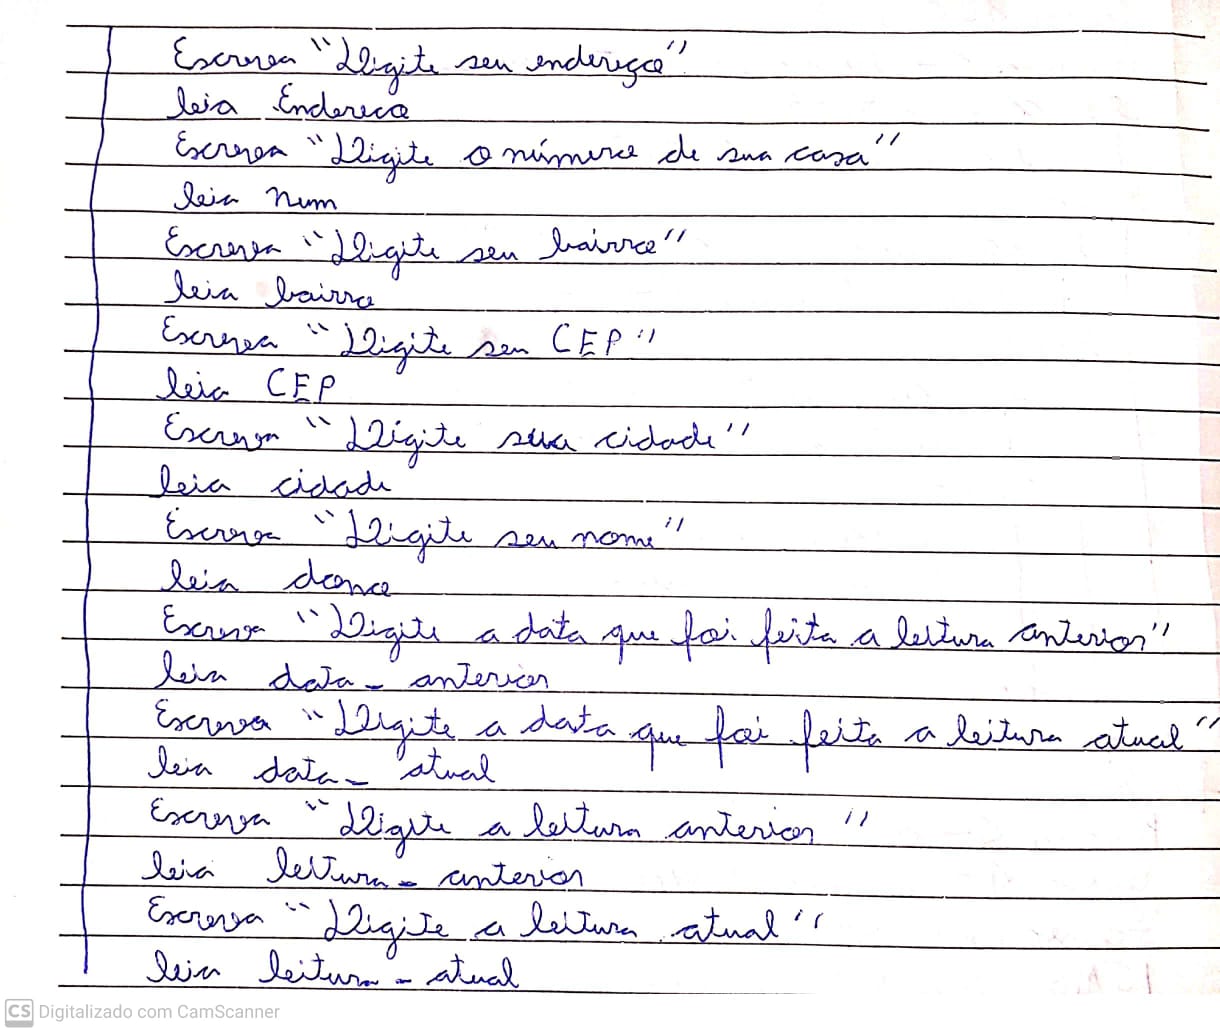 Escreva "Digite seu endereço"
leia Endereco
Escreva "Digite o número de sua casa"
leia num
Escreva "Digite seu bairro"
leia bairro
Escreva "Digite seu CEP"
leia CEP
Escreva "Digite sua cidade"
leia cidade
Escreva "Digite seu nome"
leia
Escreva "Digite a data que foi feita a leitura anterior"
leia data_anterior
Escreva "Digite a data que foi feita a leitura atual"
leia data_atual
Escreva "Digite a leitura anterior"
leia leitura_anterior
Escreva "Digite a leitura atual"
leia leitura_atual
CS Digitalizado com CamScanner